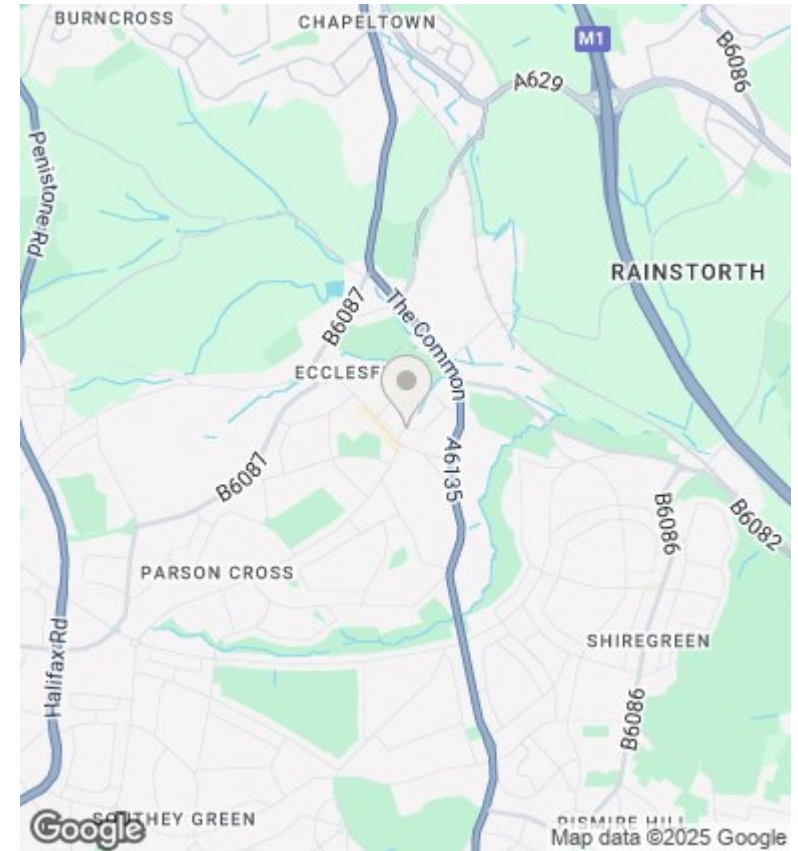 BURNCROSS
CHAPELTOWN
M1
B6086
A629
Penistone Rd
RAINSTORTH
B6087
The Common
B6087
A6135
B6086
B6082
PARSON CROSS
SHIREGREEN
Halifax Rd
B6086
GREEN
Google
Map data ©2025 Google